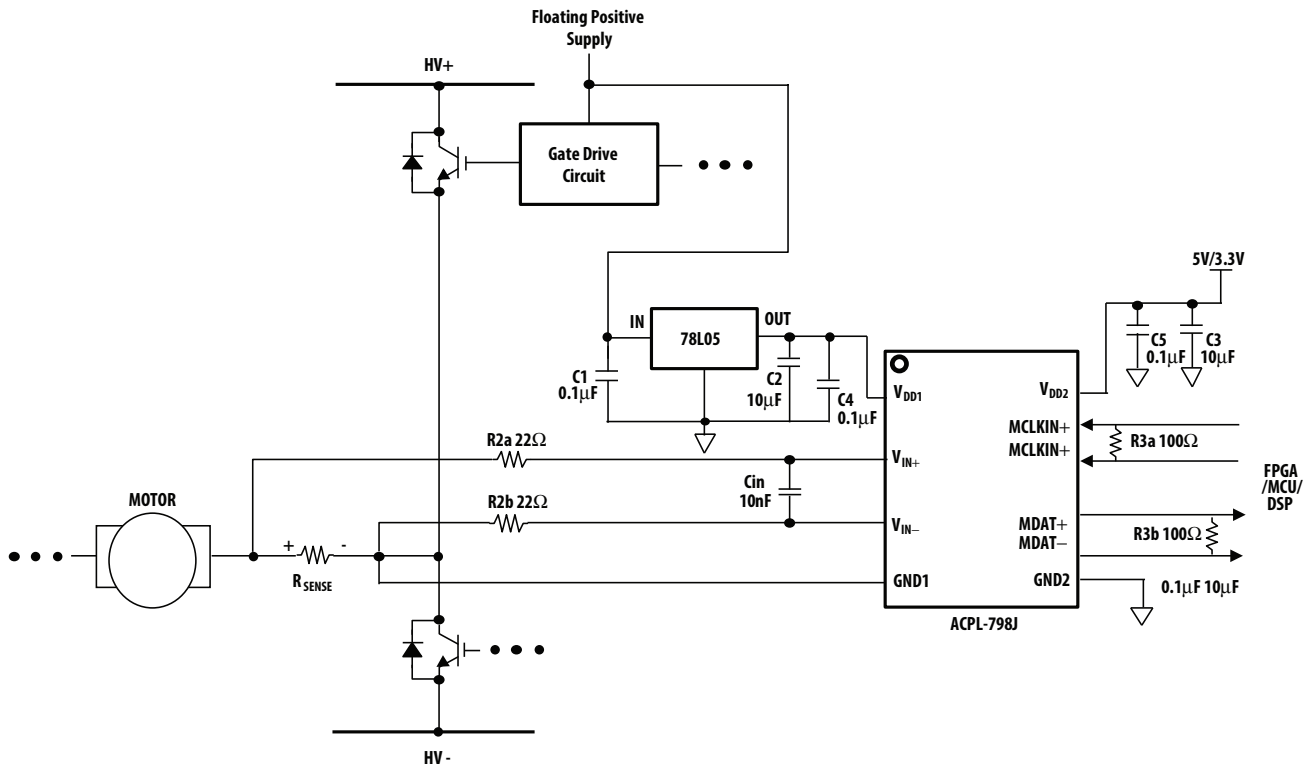 Floating Positive
Supply
HV+
Gate Drive
Circuit
5V/3.3V
IN
78L05
OUT
C1
0.1µF
C2
10µF
C4
0.1µF
C5
0.1µF
C3
10µF
VDD1
VDD2
MCLKIN+
MCLKIN+
R3a 100Ω
R2a 22Ω
VIN+
Cin
10nF
FPGA
/MCU/
DSP
MOTOR
R2b 22Ω
VIN−
MDAT+
MDAT−
R3b 100Ω
+
-
RSENSE
GND1
GND2
0.1µF 10µF
ACPL-798J
HV -